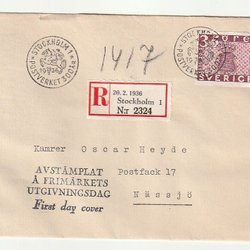 STOCKHOLM 1
POSTVERKET 300 ÅR
1417
R
20. 2. 1936
Stockholm 1
N:r 2324
SVERIGE
Kamrer Oscar Heyde
Postfack 17
Nässjö
AVSTÄMPLAT
Å FRIMÄRKETS
UTGIVNINGSDAG
First day cover